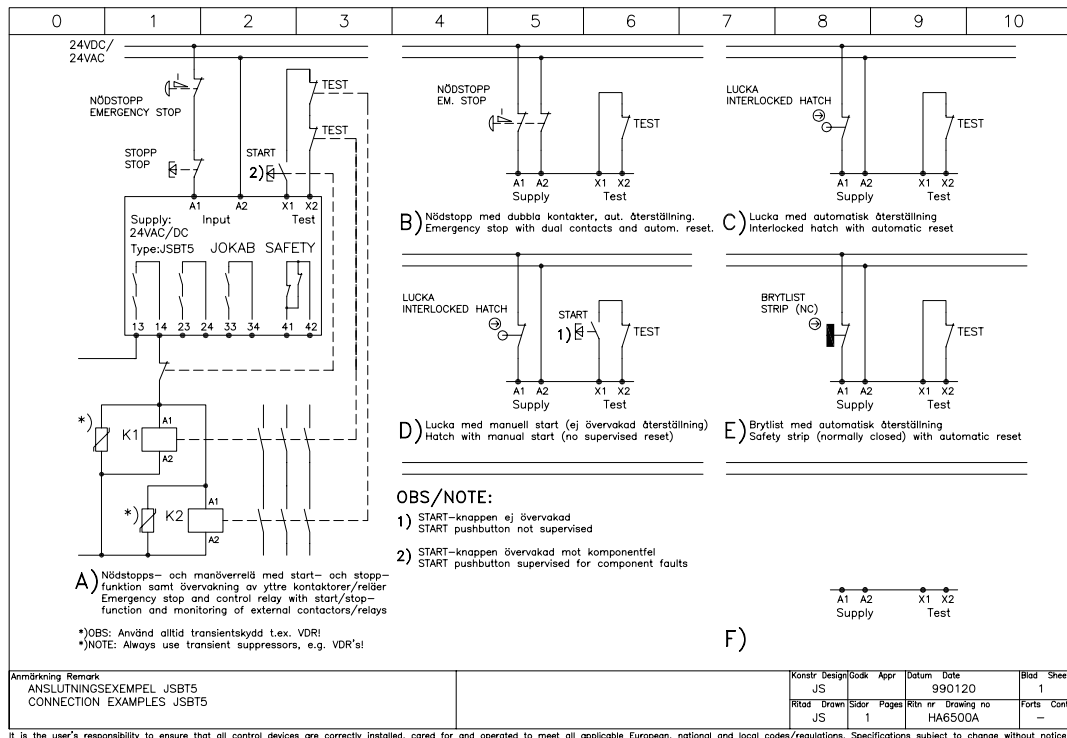 0 1 2 3 4 5 6 7 8 9 10
24VDC/
24VAC
NÖDSTOPP
EMERGENCY STOP
TEST
TEST
STOPP
STOP
START
2)
A1 A2 X1 X2
Supply: Input Test
24VAC/DC
Type:JSBT5 JOKAB SAFETY
13 14 23 24 33 34 41 42
*)
K1
A1
A2
*)
K2
A1
A2
A) Nödstopps- och manöverrelä med start- och stopp-
funktion samt övervakning av yttre kontaktorer/reläer
Emergency stop and control relay with start/stop-
function and monitoring of external contactors/relays
*)OBS: Använd alltid transientskydd t.ex. VDR!
*)NOTE: Always use transient suppressors, e.g. VDR's!
NÖDSTOPP
EM. STOP
TEST
A1 A2 X1 X2
Supply Test
B) Nödstopp med dubbla kontakter, aut. återställning.
Emergency stop with dual contacts and autom. reset.
LUCKA
INTERLOCKED HATCH
TEST
A1 A2 X1 X2
Supply Test
C) Lucka med automatisk återställning
Interlocked hatch with automatic reset
LUCKA
INTERLOCKED HATCH
START
1)
TEST
A1 A2 X1 X2
Supply Test
D) Lucka med manuell start (ej övervakad återställning)
Hatch with manual start (no supervised reset)
BRYTLIST
STRIP (NC)
TEST
A1 A2 X1 X2
Supply Test
E) Brytlist med automatisk återställning
Safety strip (normally closed) with automatic reset
OBS/NOTE:
1) START-knappen ej övervakad
START pushbutton not supervised
2) START-knappen övervakad mot komponentfel
START pushbutton supervised for component faults
A1 A2 X1 X2
Supply Test
F)
Anmärkning Remark
ANSLUTNINGSEXEMPEL JSBT5
CONNECTION EXAMPLES JSBT5
Konstr Design Godk Appr Datum Date Blad Sheet
JS 990120 1
Ritad Drawn Sidor Pages Ritn nr Drawing no Forts Cont
JS 1 HA6500A -
It is the user's responsibility to ensure that all control devices are correctly installed, cared for and operated to meet all applicable European, national and local codes/regulations. Specifications subject to change without notice